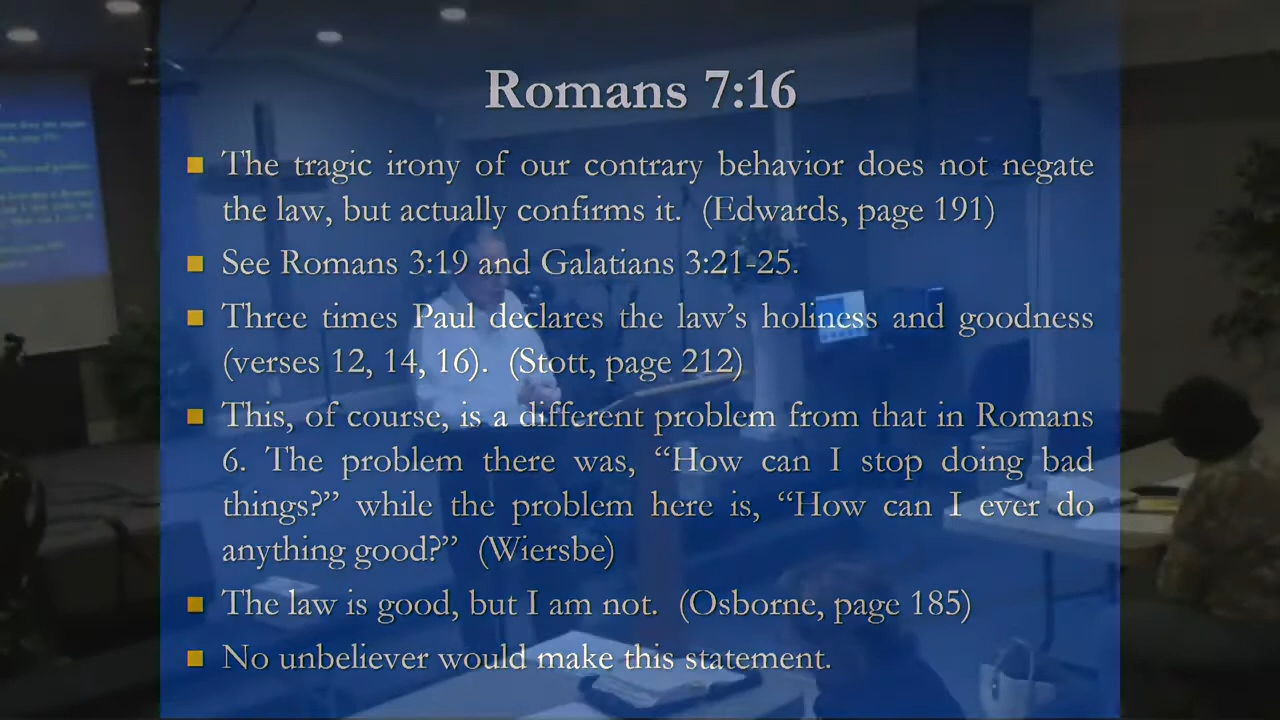 Romans 7:16
■ The tragic irony of our contrary behavior does not negate
the law, but actually confirms it. (Edwards, page 191)
■ See Romans 3:19 and Galatians 3:21-25.
■ Three times Paul declares the law’s holiness and goodness
(verses 12, 14, 16). (Stott, page 212)
■ This, of course, is a different problem from that in Romans
6. The problem there was, “How can I stop doing bad
things?” while the problem here is, “How can I ever do
anything good?” (Wiersbe)
■ The law is good, but I am not. (Osborne, page 185)
■ No unbeliever would make this statement.